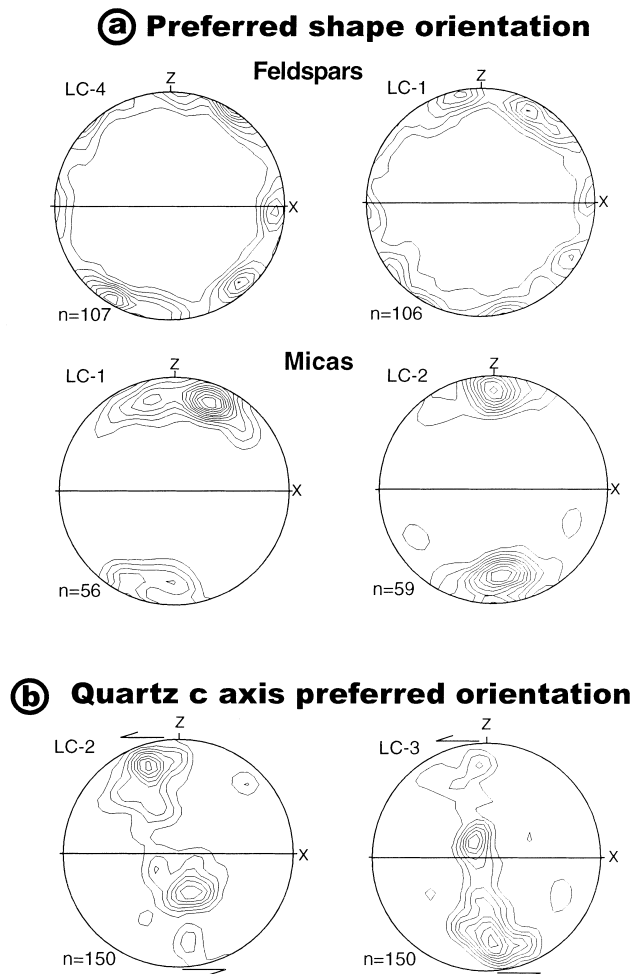 a Preferred shape orientation
Feldspars
LC-4 Z
LC-1 Z
X
X
n=107
n=106
Micas
LC-1 Z
LC-2 Z
X
X
n=56
n=59
b Quartz c axis preferred orientation
LC-2 Z
LC-3 Z
X
X
n=150
n=150